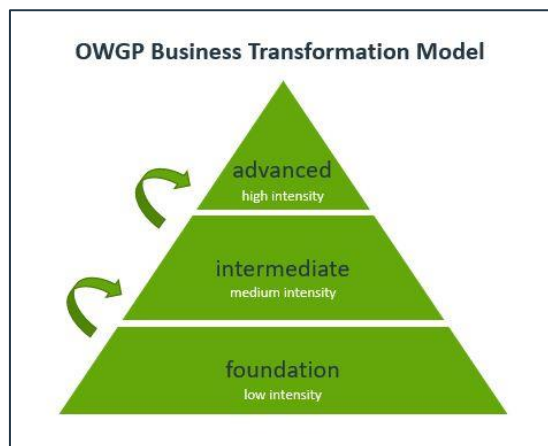 OWGP Business Transformation Model
advanced
high intensity
intermediate
medium intensity
foundation
low intensity